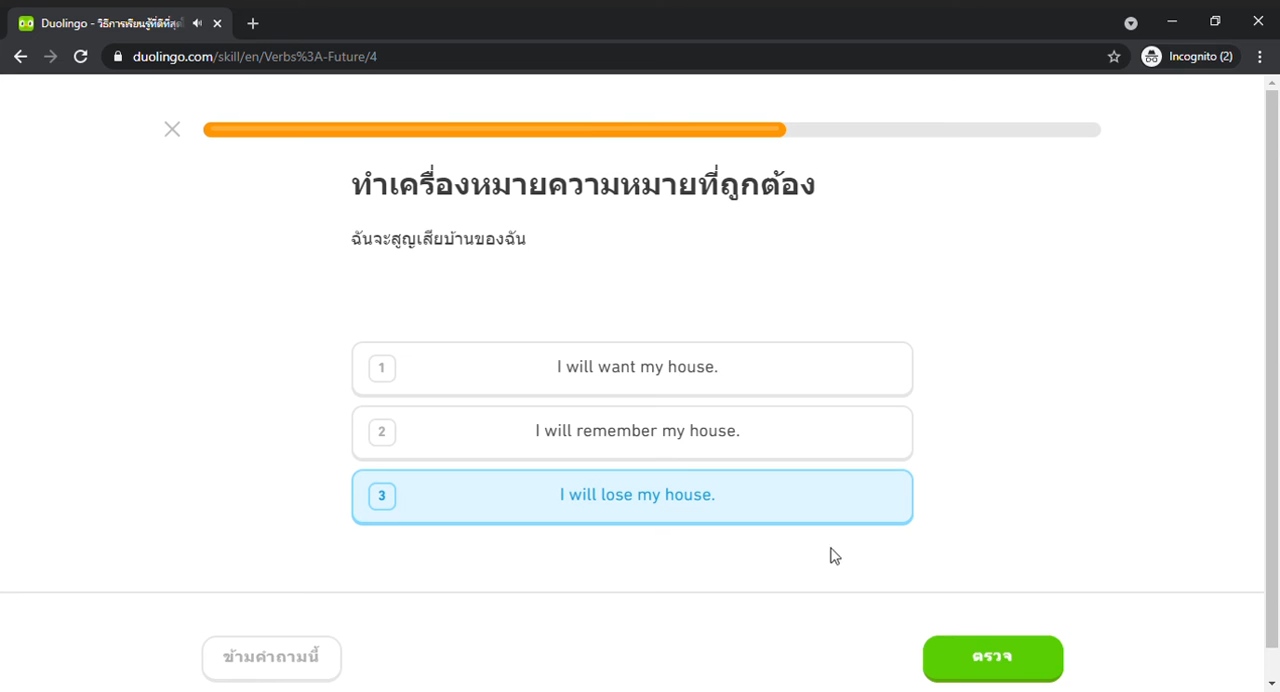 Duolingo - วิธีการเรียนรู้ที่ดีที่สุด
duolingo.com/skill/en/Verbs%3A-Future/4
Incognito (2)
ทำเครื่องหมายความหมายที่ถูกต้อง
ฉันจะสูญเสียบ้านของฉัน
1 I will want my house.
2 I will remember my house.
3 I will lose my house.
ข้ามคำถามนี้
ตรวจ